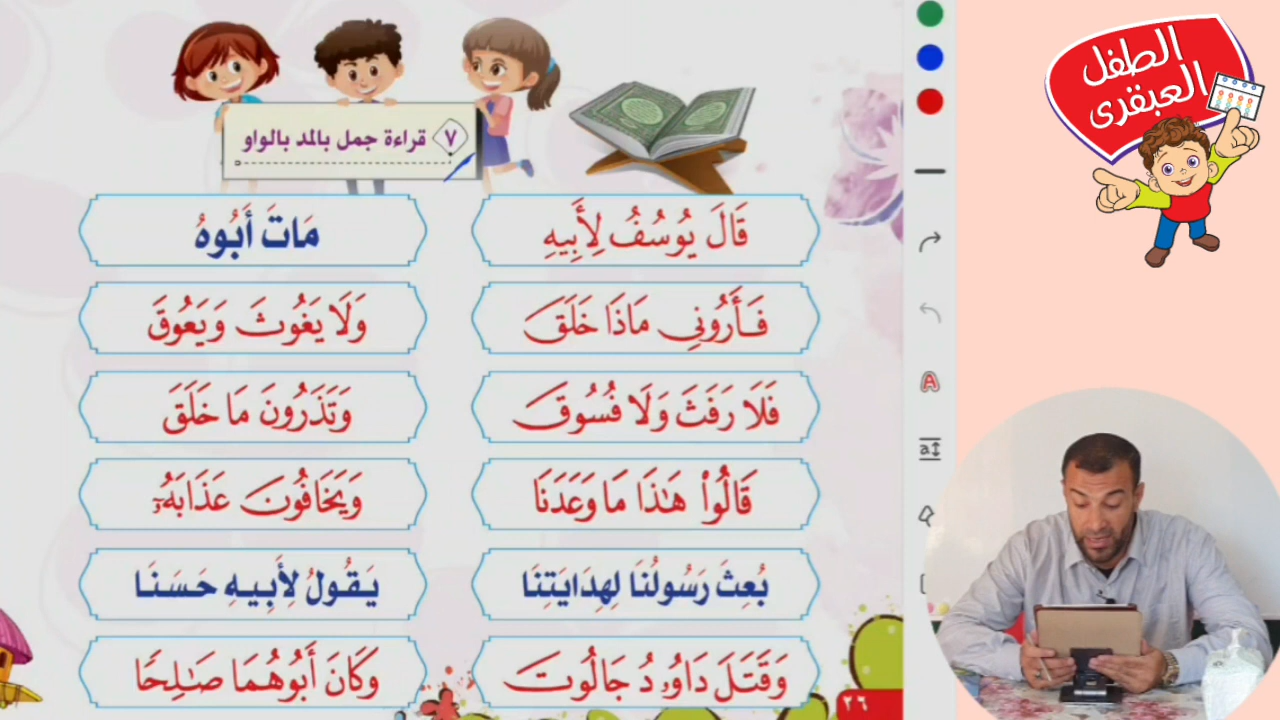 الطفل
العبقرى
٧ قراءة جمل بالمد بالواو
قَالَ يُوسُفُ لِأَبِيهِ
مَاتَ أَبُوهُ
فَأَرُونِي مَاذَا خَلَقَ
وَلَا يَغُوثَ وَيَعُوقَ
فَلَا رَفَثَ وَلَا فُسُوقَ
وَتَذَرُونَ مَا خَلَقَ
قَالُواْ هَٰذَا مَا وَعَدَنَا
وَيَخَافُونَ عَذَابَهُۥٓ
بُعِثَ رَسُولُنَا لِهِدَايَتِنَا
يَقُولُ لِأَبِيهِ حَسَنَا
وَقَتَلَ دَاوُۥدُ جَالُوتَ
وَكَانَ أَبُوهُمَا صَٰلِحًا
٢٦
A
a